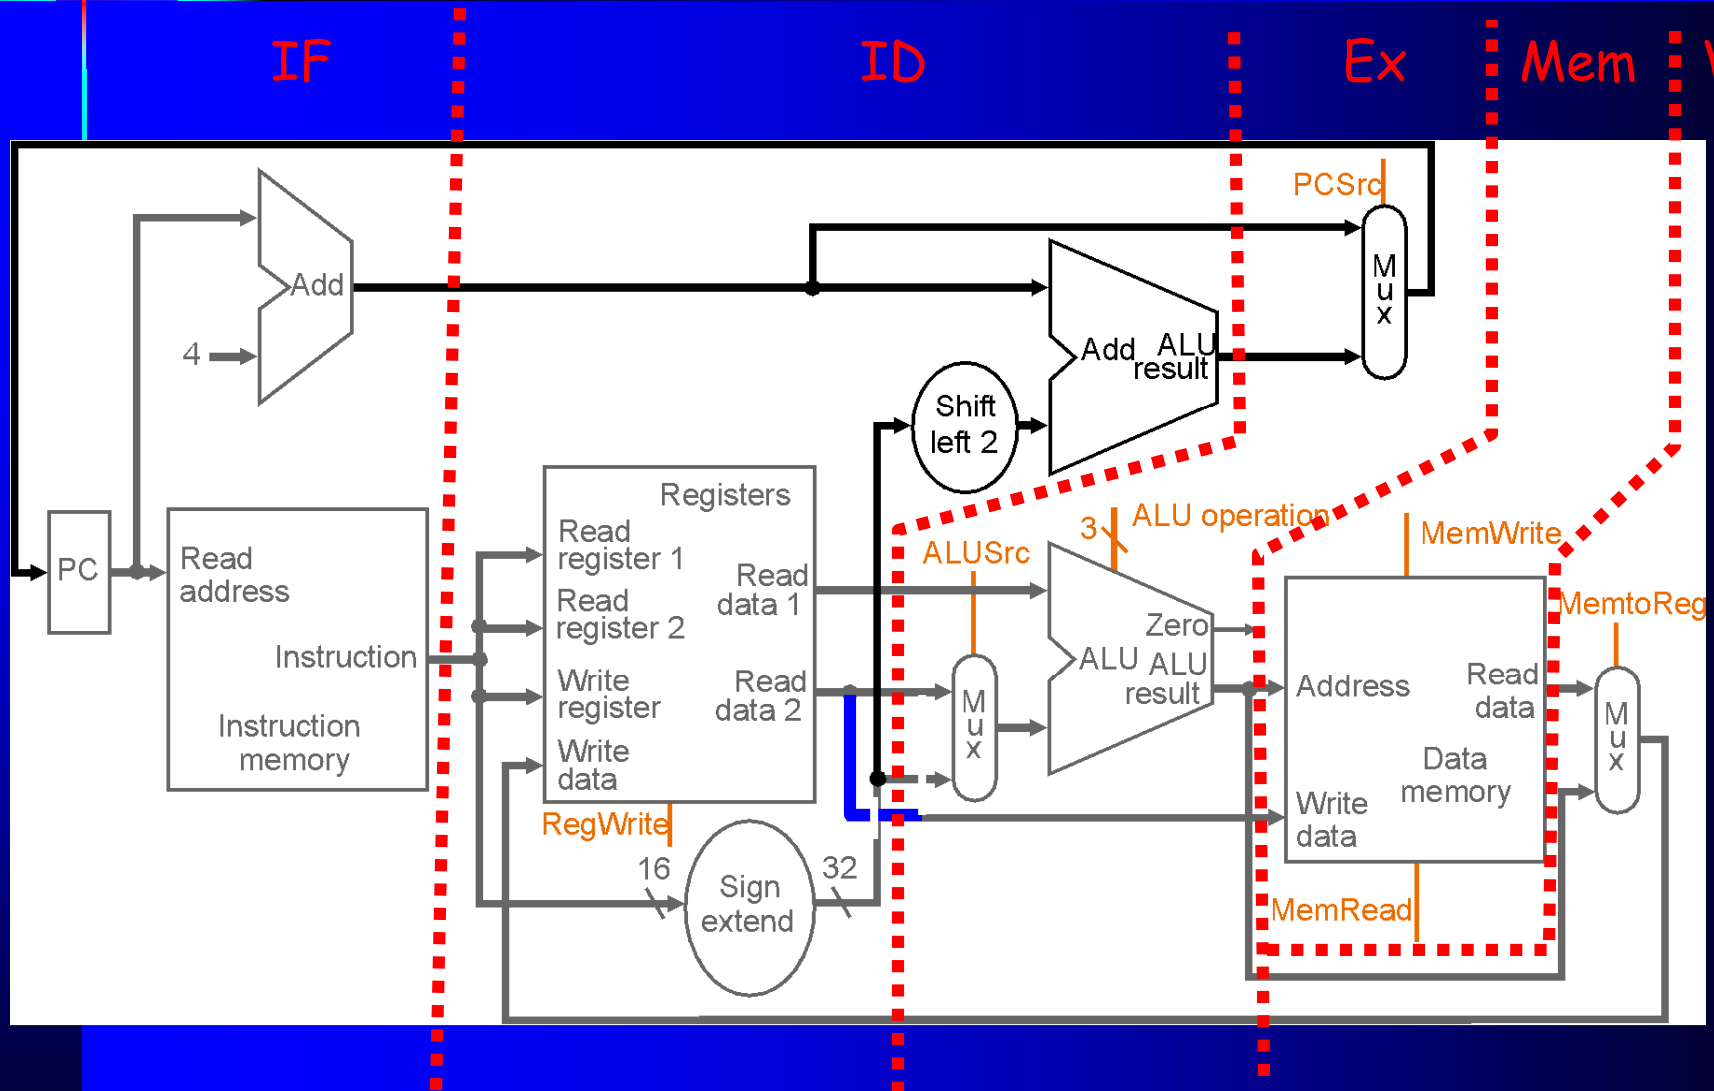 IF
ID
Ex
Mem
PCSrc
Add
4
M
u
x
Add
ALU
result
Shift
left 2
PC
Read
address
Instruction
Instruction
memory
Registers
Read
register 1
Read
register 2
Write
register
Write
data
Read
data 1
Read
data 2
RegWrite
16
Sign
extend
32
ALUSrc
M
u
x
3
ALU operation
Zero
ALU
ALU
result
MemWrite
Address
Read
data
Data
memory
Write
data
MemRead
MemtoReg
M
u
x